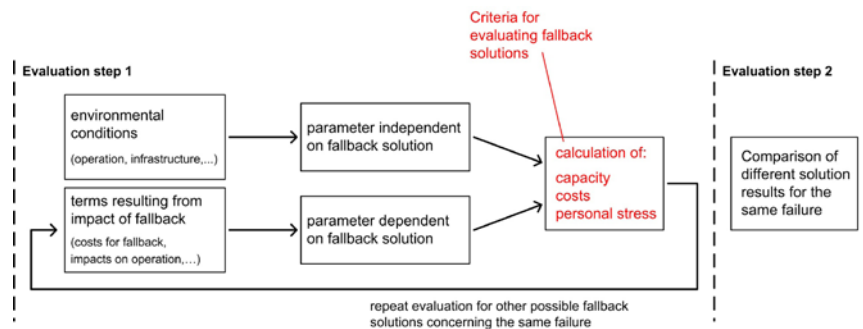 Criteria for
evaluating fallback
solutions
Evaluation step 1
Evaluation step 2
environmental
conditions
(operation, infrastructure,...)
parameter independent
on fallback solution
calculation of:
capacity
costs
personal stress
Comparison of
different solution
results for the
same failure
terms resulting from
impact of fallback
(costs for fallback,
impacts on operation,...)
parameter dependent
on fallback solution
repeat evaluation for other possible fallback
solutions concerning the same failure